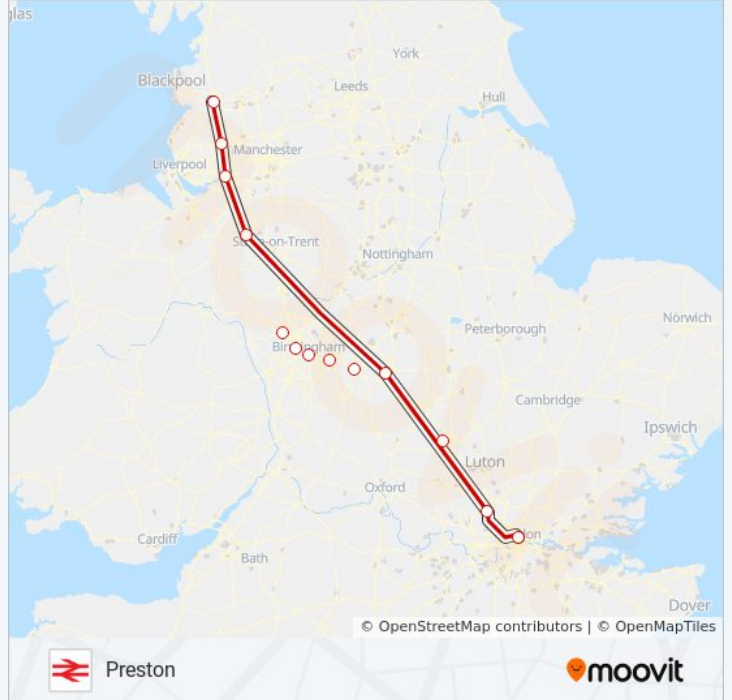 glas
York
Blackpool
Leeds
Hull
Manchester
Liverpool
Nottingham
Norwich
Peterborough
Cambridge
Ipswich
Luton
Oxford
Cardiff
Bath
Dover
© OpenStreetMap contributors | © OpenMapTiles
Preston
moovit